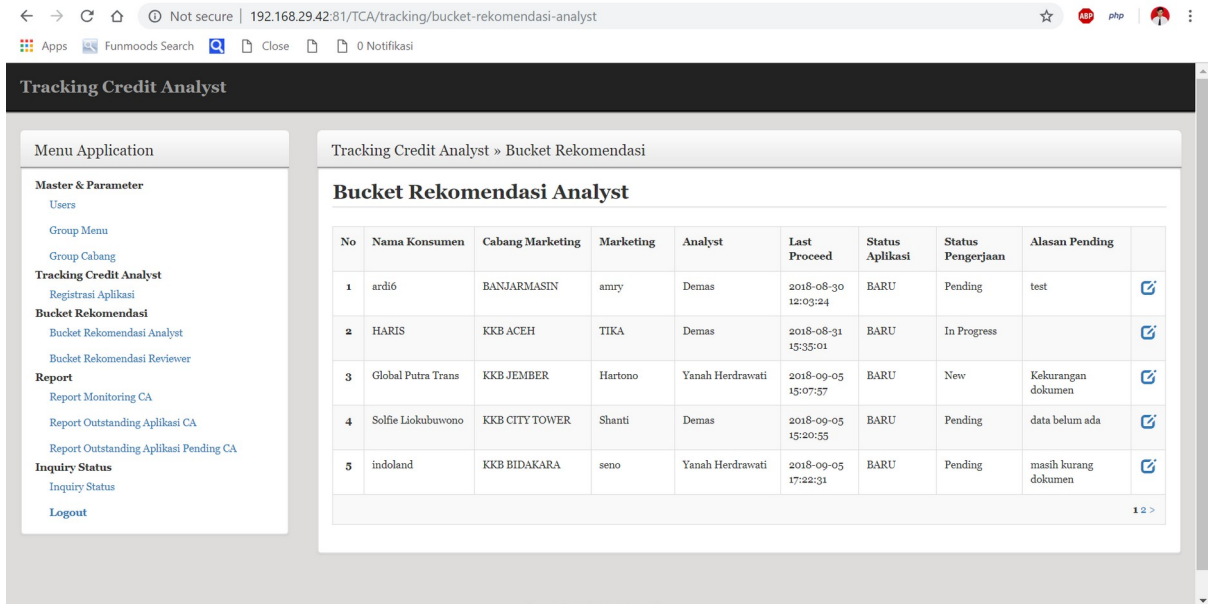 Not secure | 192.168.29.42:81/TCA/tracking/bucket-rekomendasi-analyst
ABP php
Apps Funmoods Search Close 0 Notifikasi
Tracking Credit Analyst
Menu Application
Master & Parameter
Users
Group Menu
Group Cabang
Tracking Credit Analyst
Registrasi Aplikasi
Bucket Rekomendasi
Bucket Rekomendasi Analyst
Bucket Rekomendasi Reviewer
Report
Report Monitoring CA
Report Outstanding Aplikasi CA
Report Outstanding Aplikasi Pending CA
Inquiry Status
Inquiry Status
Logout
Tracking Credit Analyst » Bucket Rekomendasi
Bucket Rekomendasi Analyst
No Nama Konsumen Cabang Marketing Marketing Analyst Last Status Status Alasan Pending
Proceed Aplikasi Pengerjaan
1 ardi6 BANJARMASIN amry Demas 2018-08-30 BARU Pending test
12:03:24
2 HARIS KKB ACEH TIKA Demas 2018-08-31 BARU In Progress
15:35:01
3 Global Putra Trans KKB JEMBER Hartono Yanah Herdrawati 2018-09-05 BARU New Kekurangan
15:07:57 dokumen
4 Solfie Liokubuwono KKB CITY TOWER Shanti Demas 2018-09-05 BARU Pending data belum ada
15:20:55
5 indoland KKB BIDAKARA seno Yanah Herdrawati 2018-09-05 BARU Pending masih kurang
17:22:31 dokumen
1 2 >